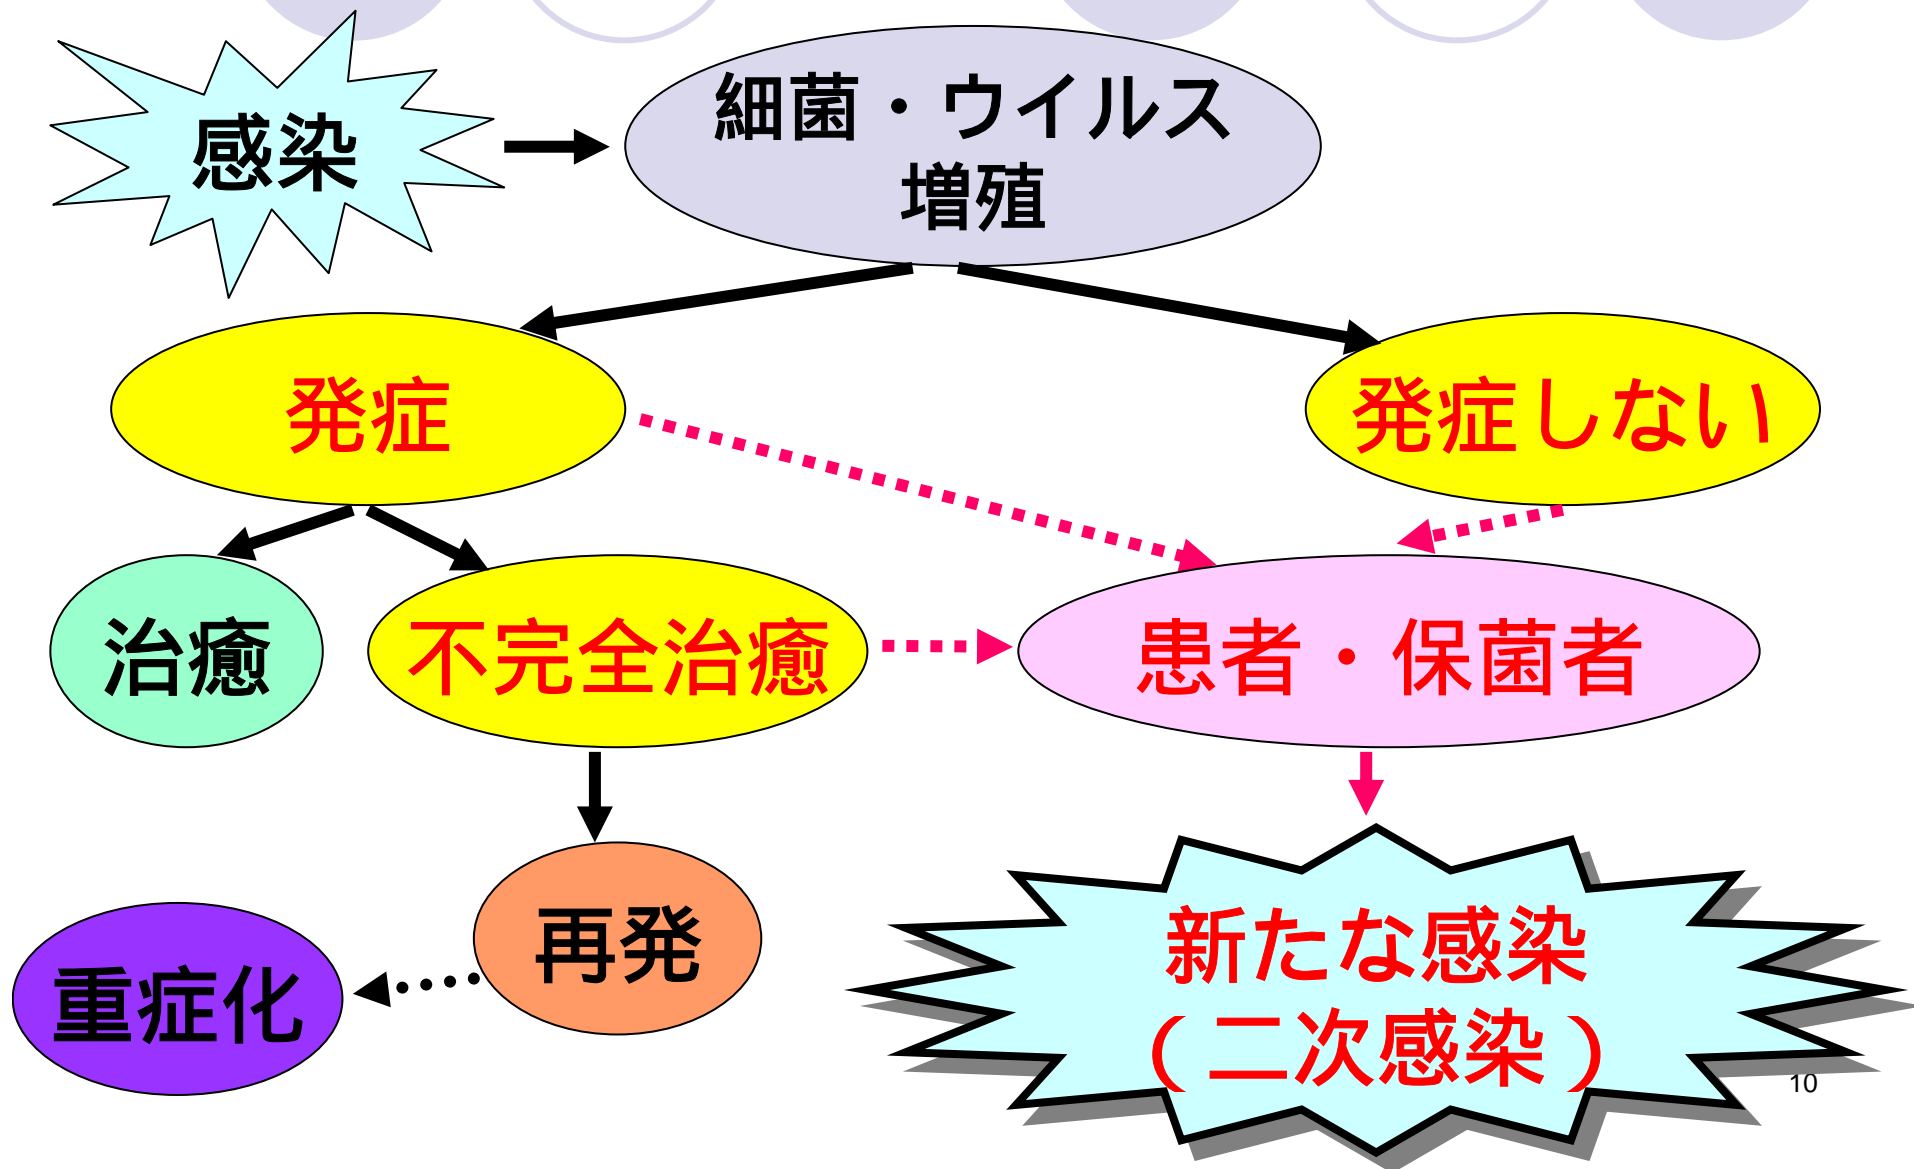 感染
細菌・ウイルス
増殖
発症
発症しない
治癒
不完全治癒
患者・保菌者
再発
重症化
新たな感染
(二次感染)
10